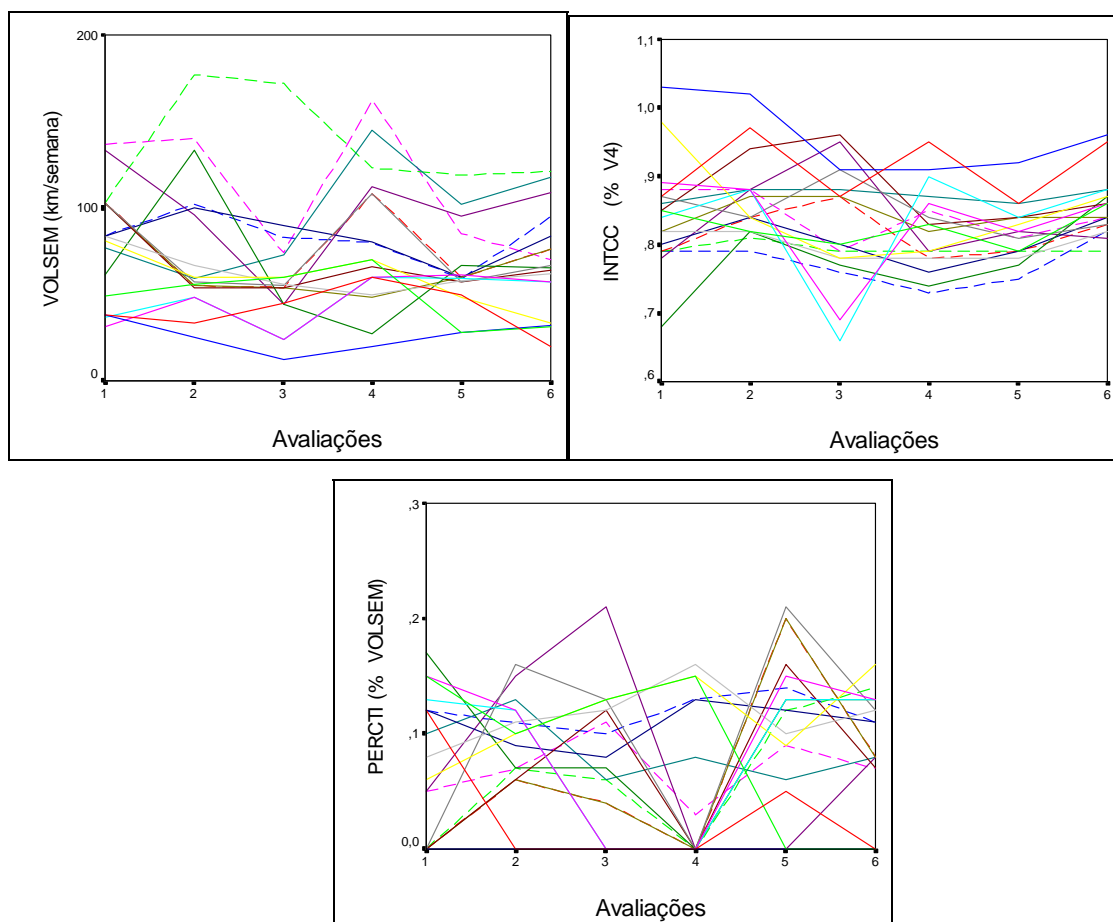 200
100
0
VOLSEM (km/semana)
1 2 3 4 5 6
Avaliações
1,1
1,0
,9
,8
,7
,6
INTCC (% V4)
1 2 3 4 5 6
Avaliações
,3
,2
,1
0,0
PERCTI (% VOLSEM)
1 2 3 4 5 6
Avaliações